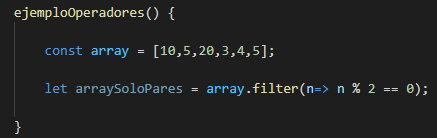 ejemploOperadores() {
const array = [10,5,20,3,4,5];
let arraySoloPares = array.filter(n=> n % 2 == 0);
}